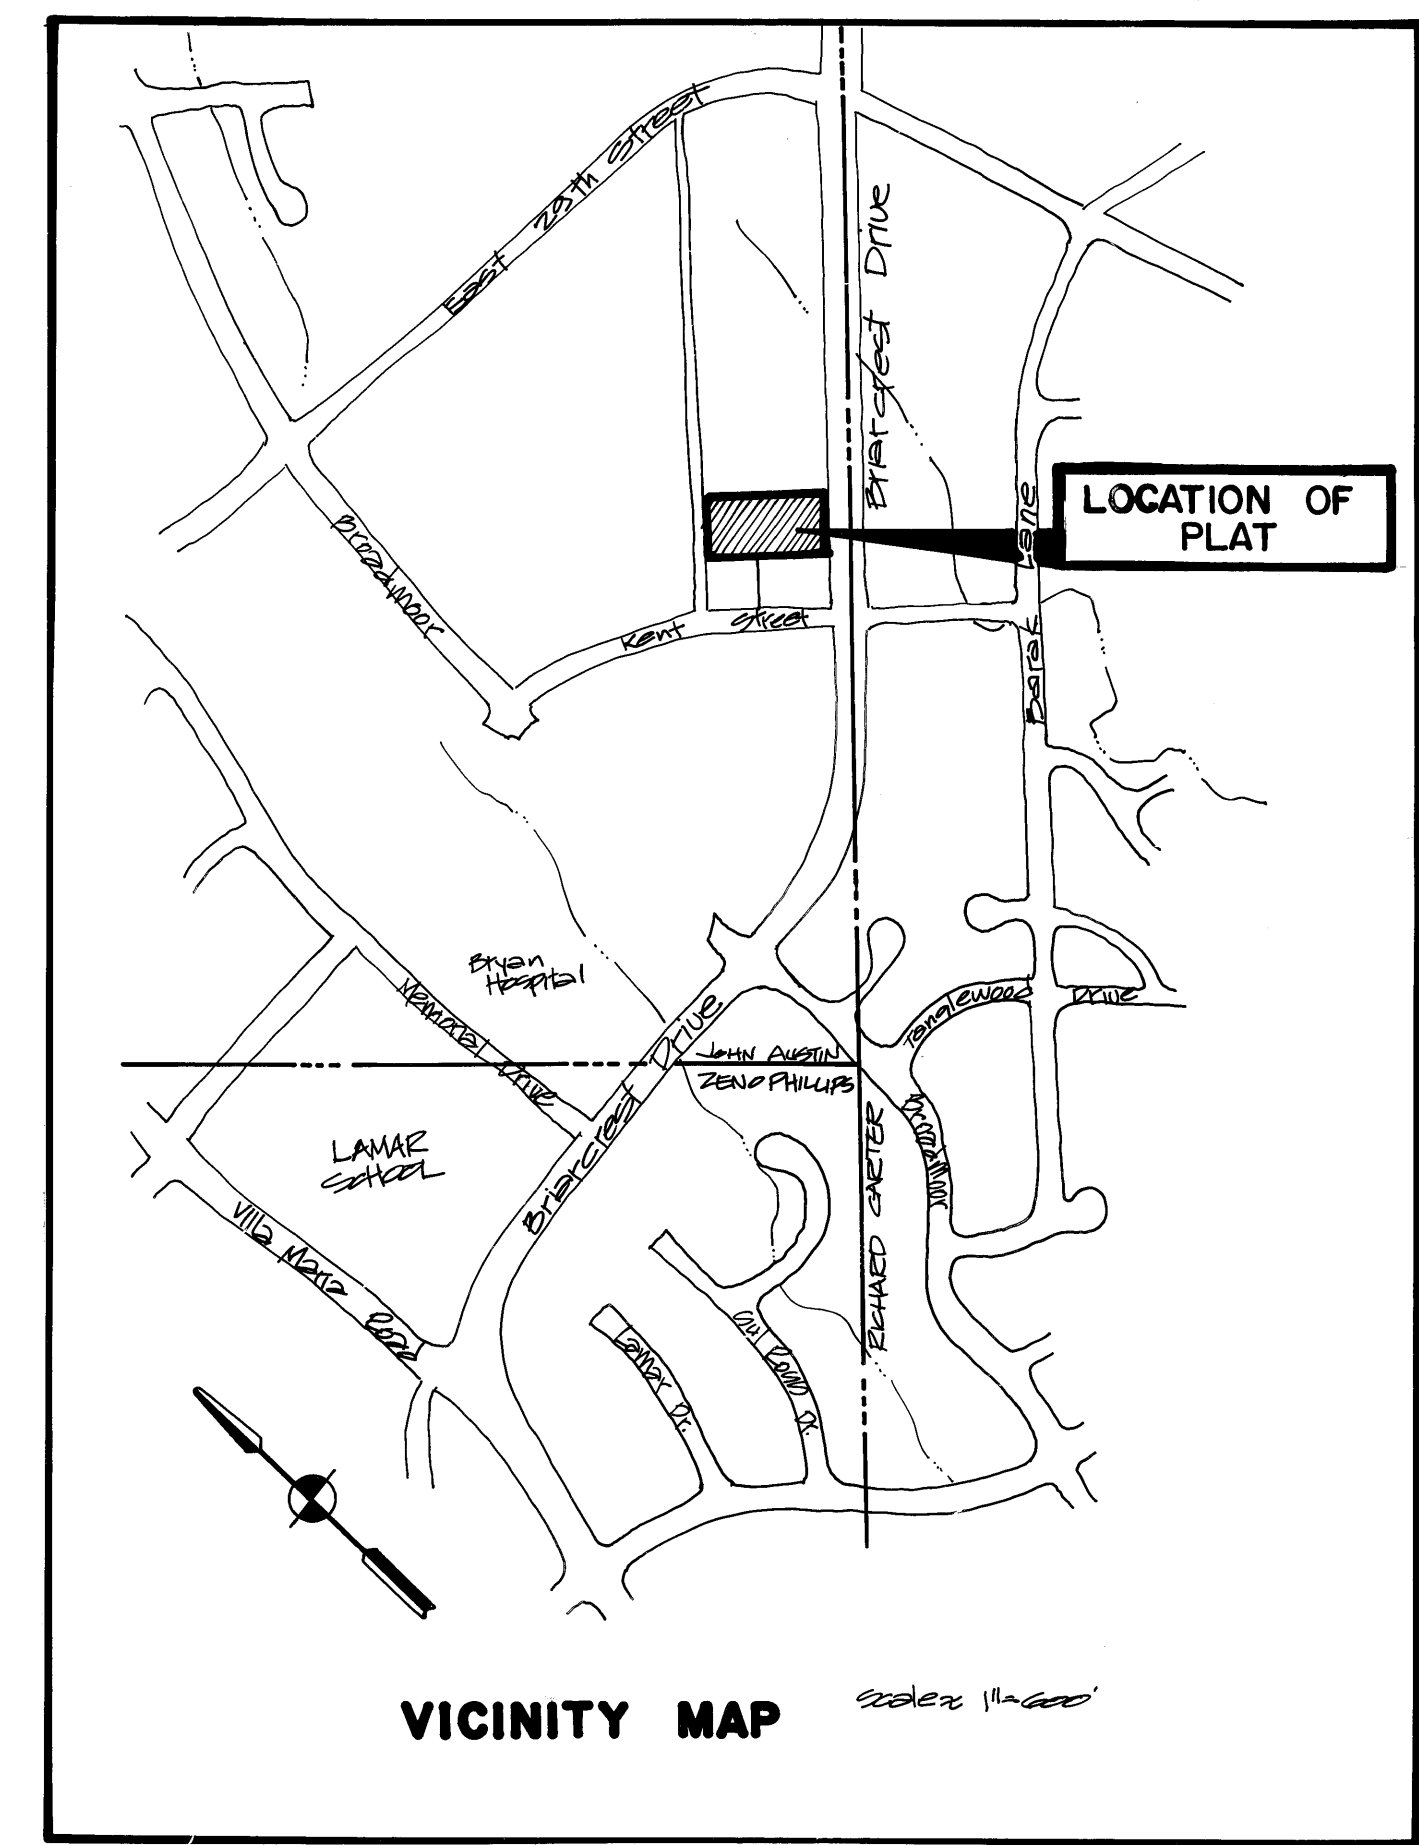 East 29th Street
Briarcrest Drive
LOCATION OF
PLAT
Broadmoor
Kent Street
Barak Lane
Bryan
Hospital
Memorial Drive
Briarcrest Drive
Tanglewood Drive
JOHN AUSTIN
ZENO PHILLIPS
Broadmoor
LAMAR
SCHOOL
RICHARD CARTER
Villa Maria Road
Lamar Dr.
Dr.
VICINITY MAP
Scale≈ 1"=600'